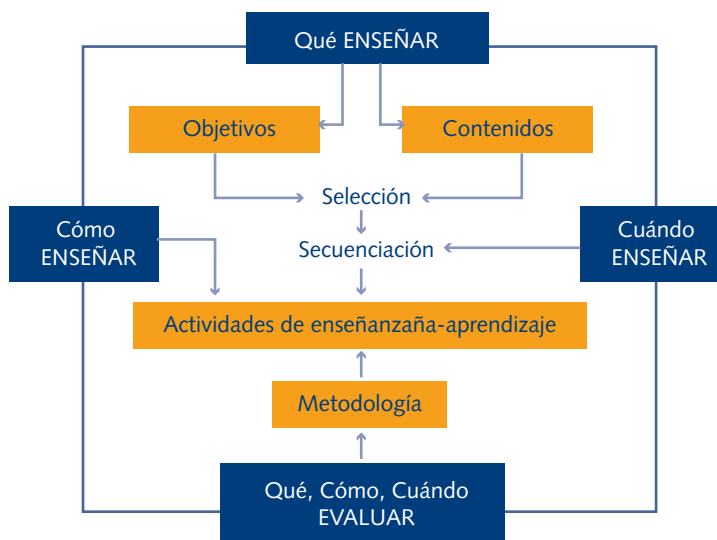 Qué ENSEÑAR
Objetivos
Contenidos
Selección
Cómo
ENSEÑAR
Cuándo
ENSEÑAR
Secuenciación
Actividades de enseñanzaña-aprendizaje
Metodología
Qué, Cómo, Cuándo
EVALUAR